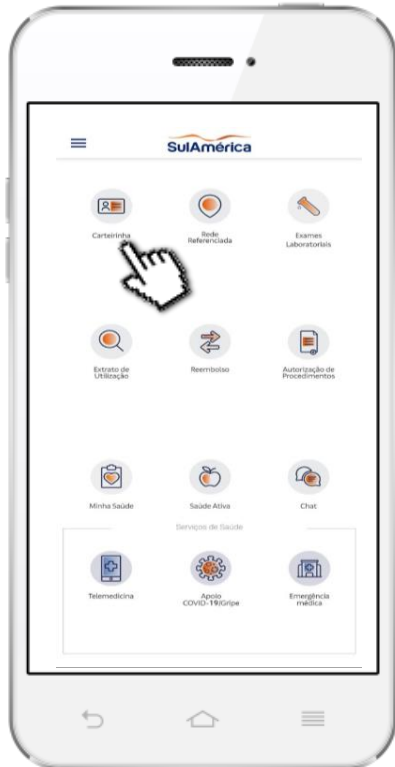 SulAmérica
Carteirinha
Rede
Referenciada
Exames
Laboratoriais
Extrato de
Utilização
Reembolso
Autorização de
Procedimentos
Minha Saúde
Saúde Ativa
Chat
Serviços de Saúde
Telemedicina
Apoio
COVID-19/Gripe
Emergência
médica